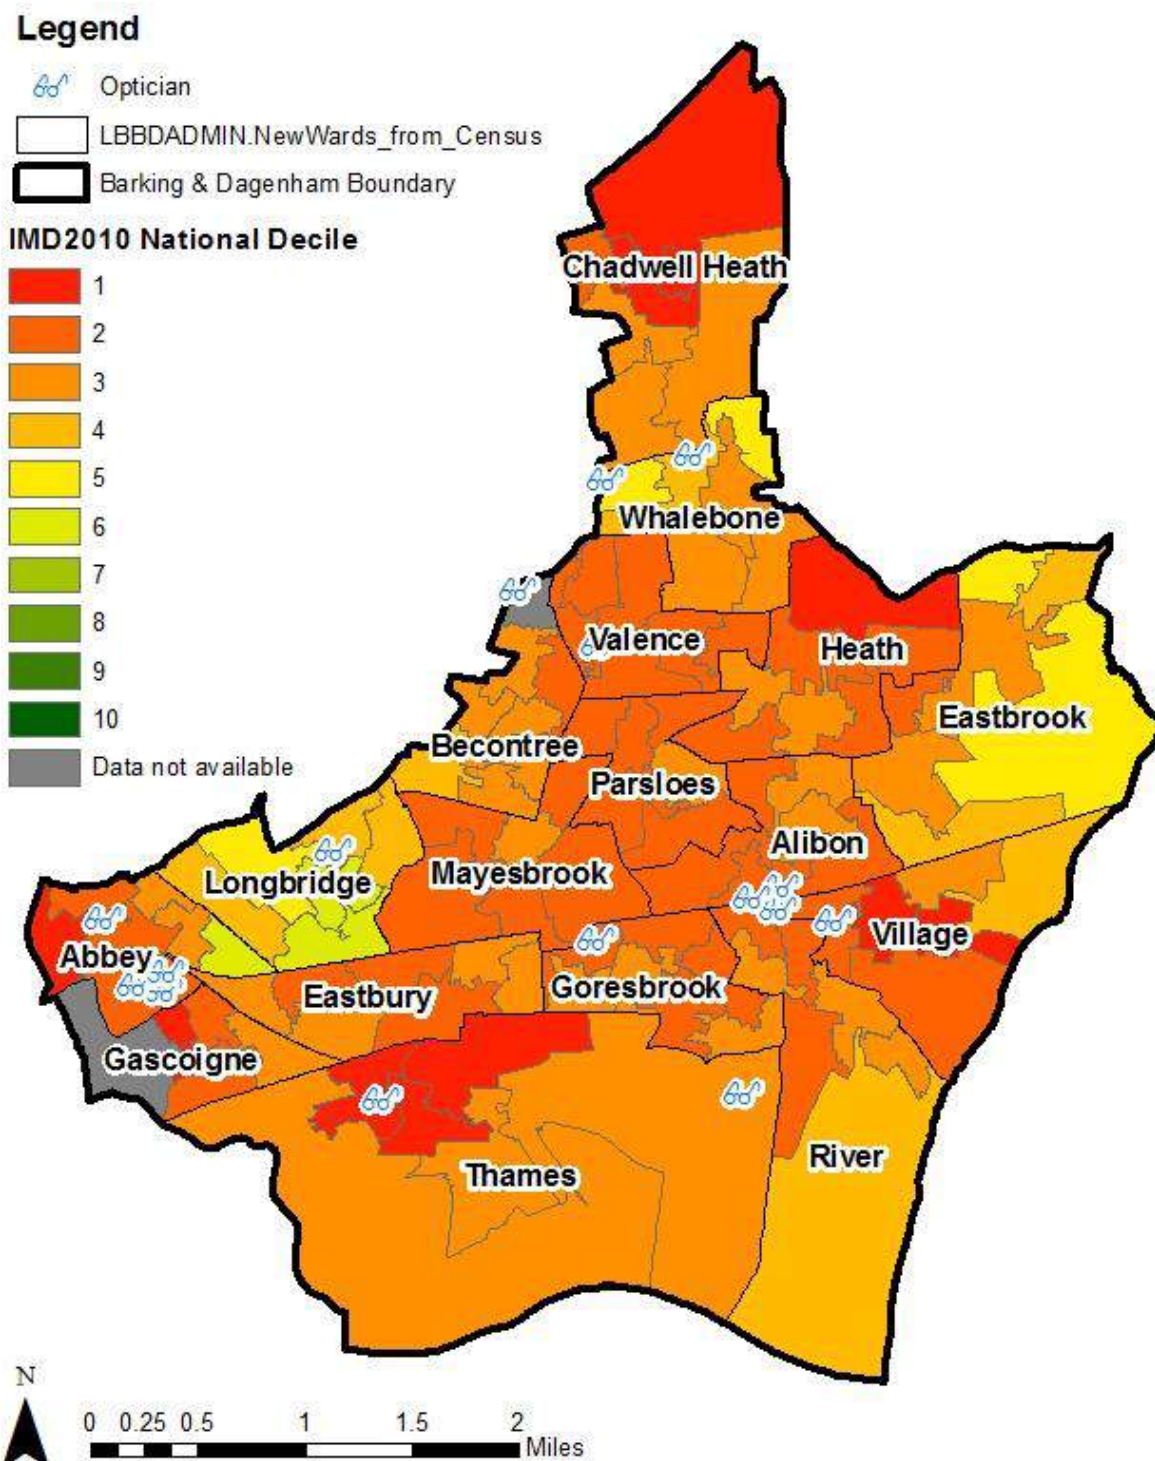 Legend
Optician
LBBDADMIN.NewWards_from_Census
Barking & Dagenham Boundary
IMD2010 National Decile
1
2
3
4
5
6
7
8
9
10
Data not available
Chadwell Heath
Whalebone
Valence
Heath
Eastbrook
Becontree
Parsloes
Alibon
Mayesbrook
Longbridge
Village
Abbey
Goresbrook
Eastbury
Gascoigne
River
Thames
N
0 0.25 0.5 1 1.5 2
Miles